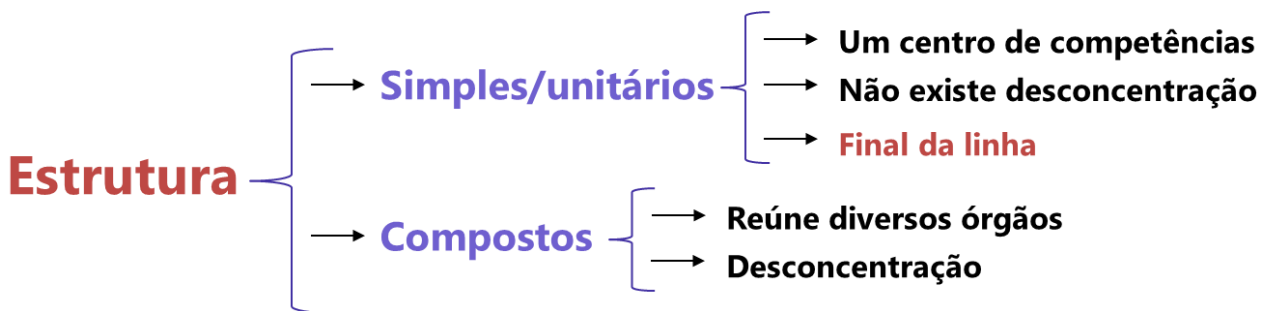 Estrutura
Simples/unitários
Um centro de competências
Não existe desconcentração
Final da linha
Compostos
Reúne diversos órgãos
Desconcentração